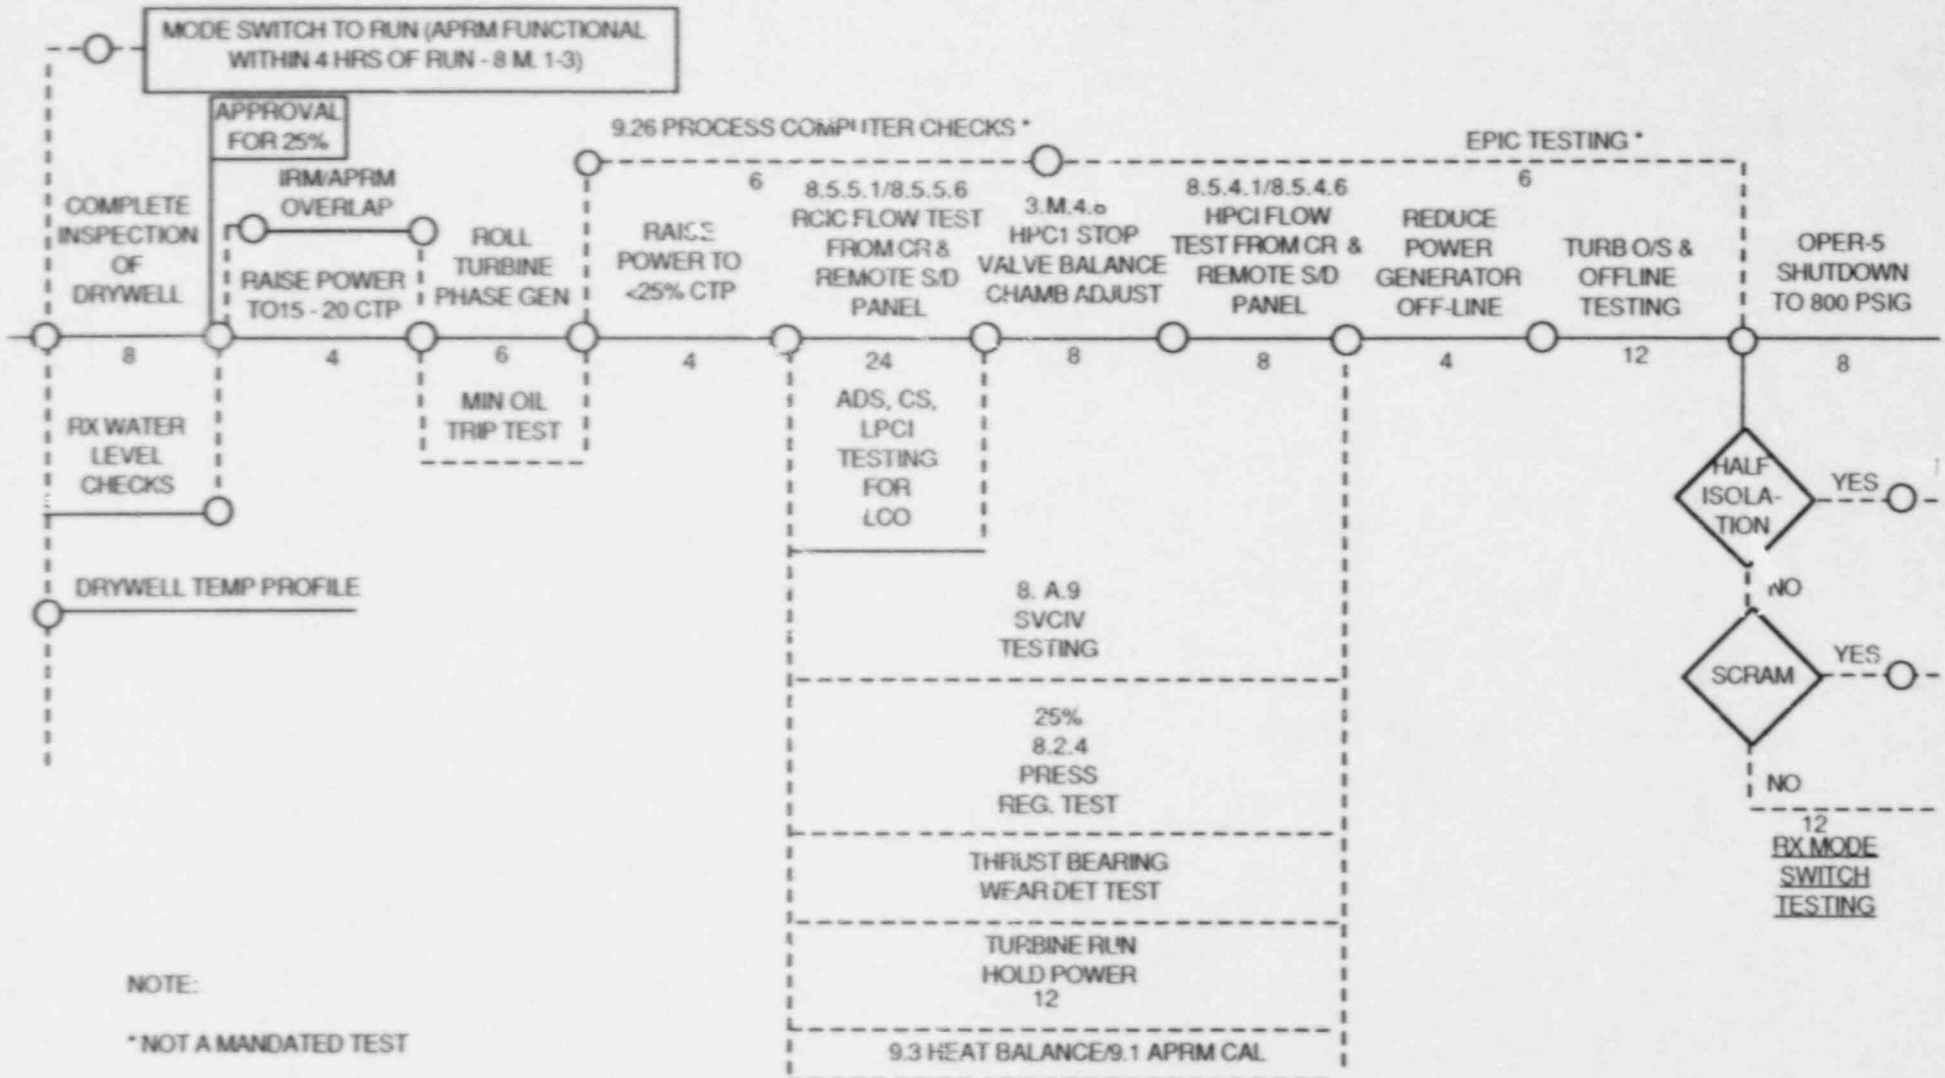 MODE SWITCH TO RUN (APRM FUNCTIONAL
WITHIN 4 HRS OF RUN - 8 M. 1-3)
APPROVAL
FOR 25%
9.26 PROCESS COMPUTER CHECKS *
6
EPIC TESTING *
6
COMPLETE
INSPECTION
OF
DRYWELL
8
IRM/APRM
OVERLAP
RAISE POWER
TO15 - 20 CTP
4
ROLL
TURBINE
PHASE GEN
6
RAISE
POWER TO
<25% CTP
4
8.5.5.1/8.5.5.6
RCIC FLOW TEST
FROM CR &
REMOTE S/D
PANEL
24
3.M.4.6
HPC1 STOP
VALVE BALANCE
CHAMB ADJUST
8
8.5.4.1/8.5.4.6
HPCI FLOW
TEST FROM CR &
REMOTE S/D
PANEL
8
REDUCE
POWER
GENERATOR
OFF-LINE
4
TURB O/S &
OFFLINE
TESTING
12
OPER-5
SHUTDOWN
TO 800 PSIG
8
RX WATER
LEVEL
CHECKS
MIN OIL
TRIP TEST
ADS, CS,
LPCI
TESTING
FOR
LCO
HALF
ISOLA-
TION
YES
NO
DRYWELL TEMP PROFILE
8. A.9
SVCIV
TESTING
SCRAM
YES
NO
25%
8.2.4
PRESS
REG. TEST
12
RX MODE
SWITCH
TESTING
THRUST BEARING
WEAR DET TEST
TURBINE RUN
HOLD POWER
12
9.3 HEAT BALANCE/9.1 APRM CAL
NOTE:
* NOT A MANDATED TEST